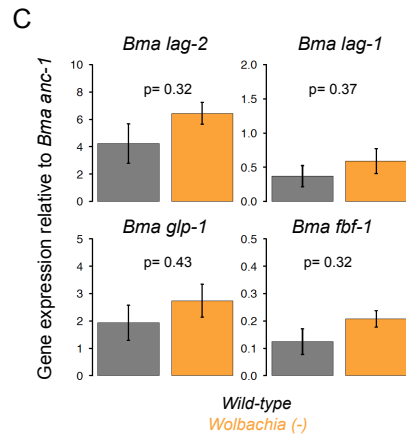 C
Gene expression relative to Bma anc-1
Bma lag-2
10
8
6
4
2
0
p= 0.32
Bma lag-1
2.0
1.5
1.0
0.5
0.0
p= 0.37
Bma glp-1
5
4
3
2
1
0
p= 0.43
Bma fbf-1
0.5
0.4
0.3
0.2
0.1
0.0
p= 0.32
Wild-type
Wolbachia (-)